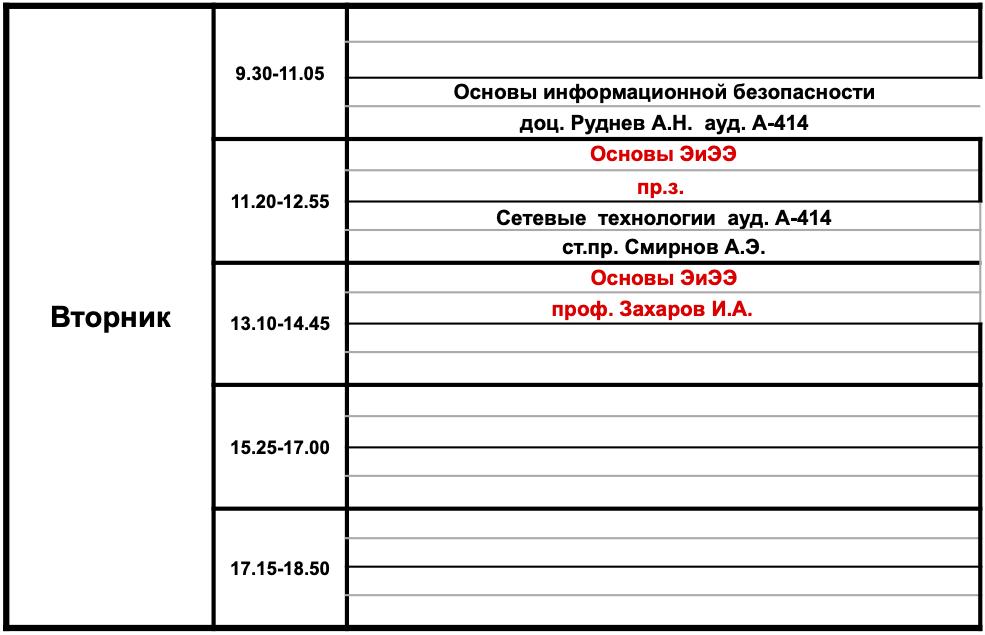 Вторник
9.30-11.05
Основы информационной безопасности
доц. Руднев А.Н. ауд. А-414
11.20-12.55
Основы ЭиЭЭ
пр.з.
Сетевые технологии ауд. А-414
ст.пр. Смирнов А.Э.
13.10-14.45
Основы ЭиЭЭ
проф. Захаров И.А.
15.25-17.00
17.15-18.50